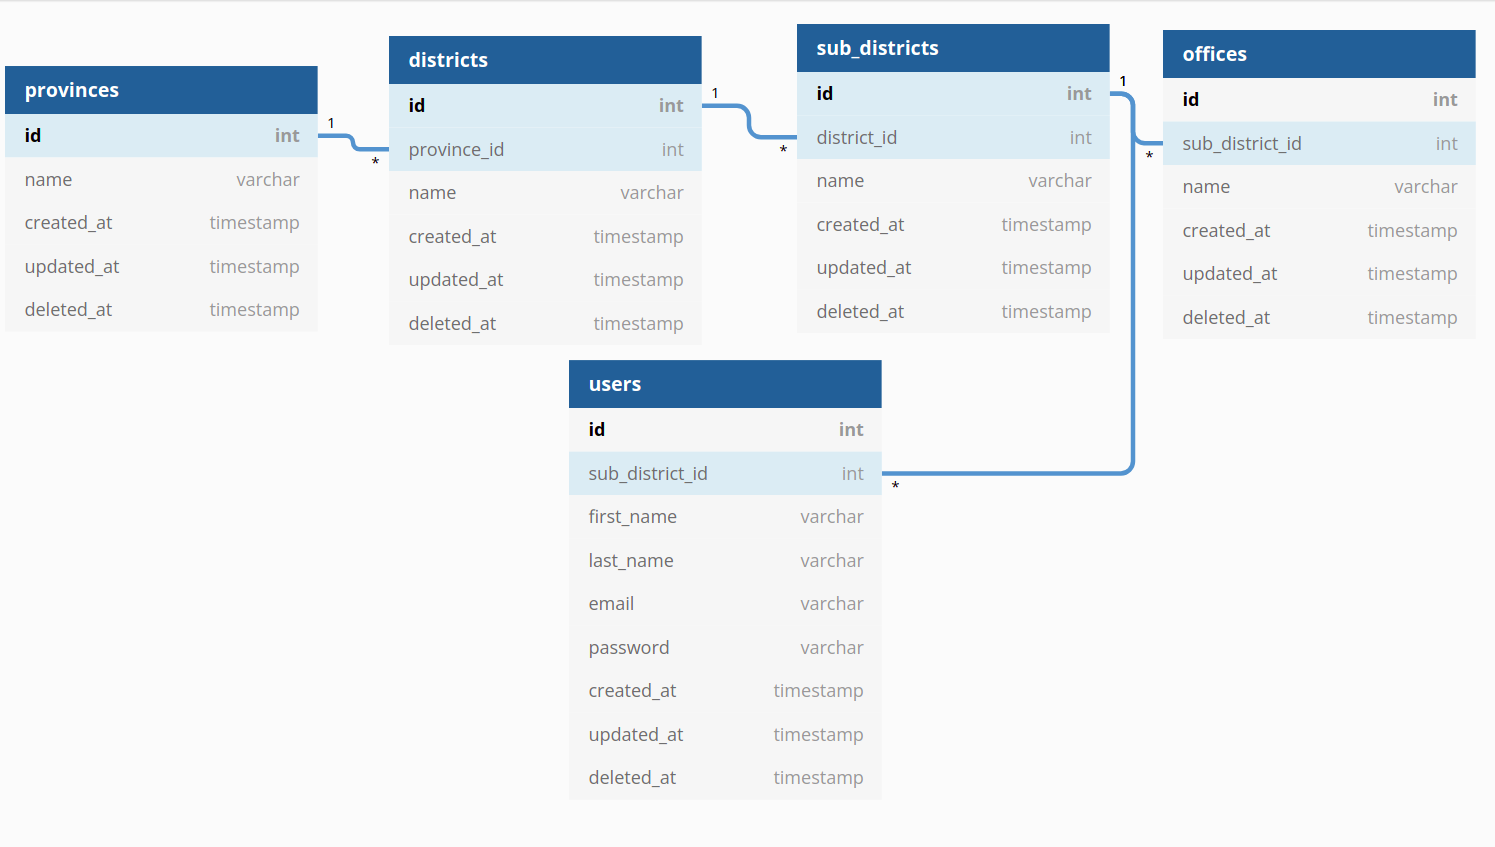 provinces
id int
name varchar
created_at timestamp
updated_at timestamp
deleted_at timestamp
1
*
districts
id int
province_id int
name varchar
created_at timestamp
updated_at timestamp
deleted_at timestamp
1
*
sub_districts
id int
district_id int
name varchar
created_at timestamp
updated_at timestamp
deleted_at timestamp
1
*
offices
id int
sub_district_id int
name varchar
created_at timestamp
updated_at timestamp
deleted_at timestamp
users
id int
sub_district_id int
*
first_name varchar
last_name varchar
email varchar
password varchar
created_at timestamp
updated_at timestamp
deleted_at timestamp